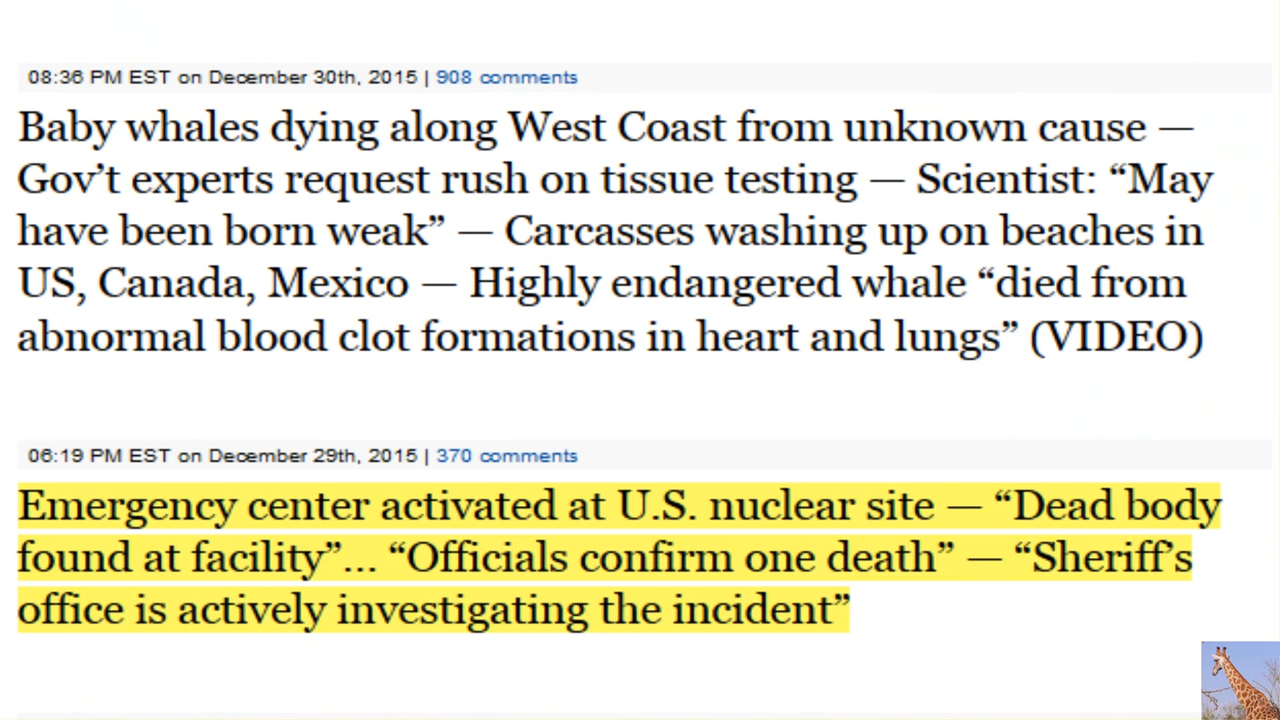 08:36 PM EST on December 30th, 2015 | 908 comments
Baby whales dying along West Coast from unknown cause —
Gov’t experts request rush on tissue testing — Scientist: “May
have been born weak” — Carcasses washing up on beaches in
US, Canada, Mexico — Highly endangered whale “died from
abnormal blood clot formations in heart and lungs” (VIDEO)
06:19 PM EST on December 29th, 2015 | 370 comments
Emergency center activated at U.S. nuclear site — “Dead body
found at facility”... “Officials confirm one death” — “Sheriff’s
office is actively investigating the incident”